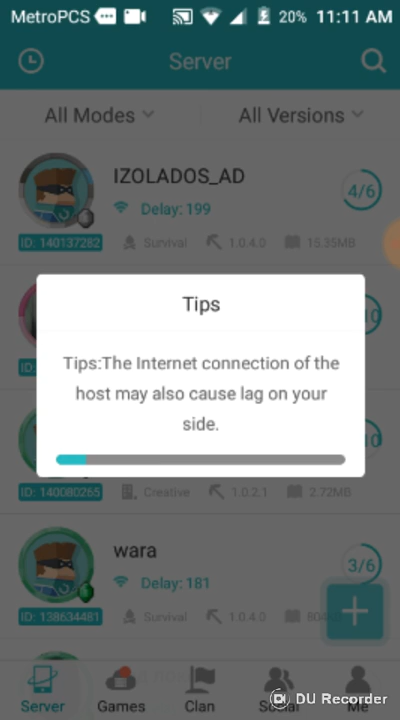 MetroPCS 20% 11:11 AM
Server
All Modes All Versions
IZOLADOS_AD
4/6
Delay: 199
ID: 140137282 Survival 1.0.4.0 15.35MB
Tips
Tips:The Internet connection of the
host may also cause lag on your
side.
ID: 140080265 Creative 1.0.2.1 2.72MB
wara
3/6
Delay: 181
ID: 138634481 Survival 1.0.4.0
Server Games Clan Social Me
DU Recorder